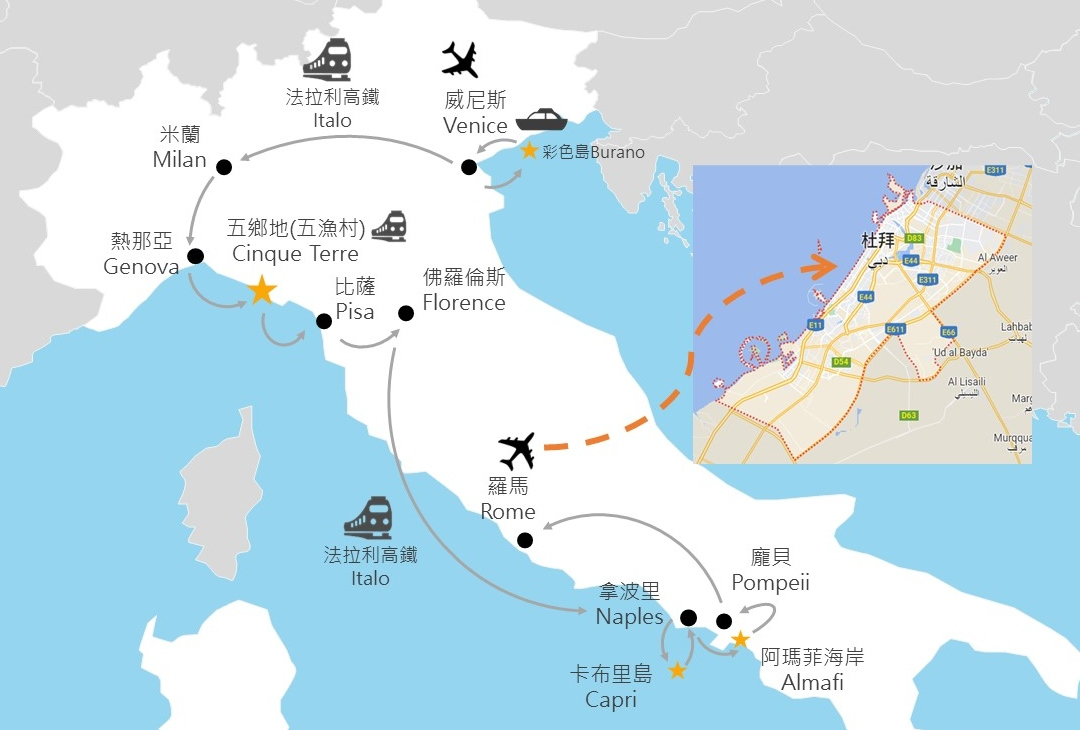 法拉利高鐵
Italo
威尼斯
Venice
彩色島Burano
米蘭
Milan
熱那亞
Genova
五鄉地(五漁村)
Cinque Terre
比薩
Pisa
佛羅倫斯
Florence
羅馬
Rome
法拉利高鐵
Italo
拿波里
Naples
龐貝
Pompeii
卡布里島
Capri
阿瑪菲海岸
Almafi
الشارقة
E311
杜拜
دبي
D83
E44
Al Aweer
العوير
E311
E44
E11
E611
E66
Lahbab
لهباب
'Ud al Bayda
D54
Al Lisaili
الليسيلي
D63
Marg
Murqqua
مرقب